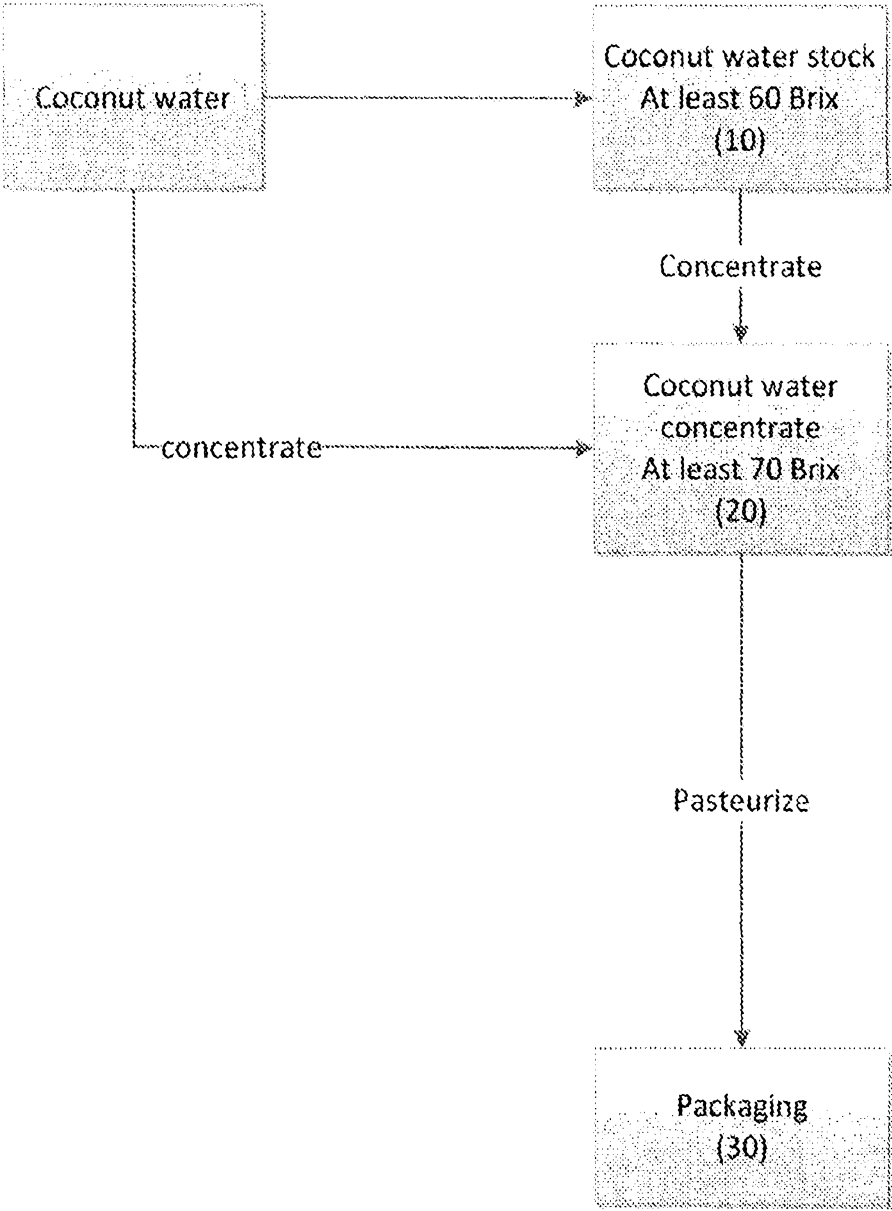 Coconut water
Coconut water stock
At least 60 Brix
(10)
Concentrate
Coconut water
concentrate
At least 70 Brix
(20)
concentrate
Pasteurize
Packaging
(30)